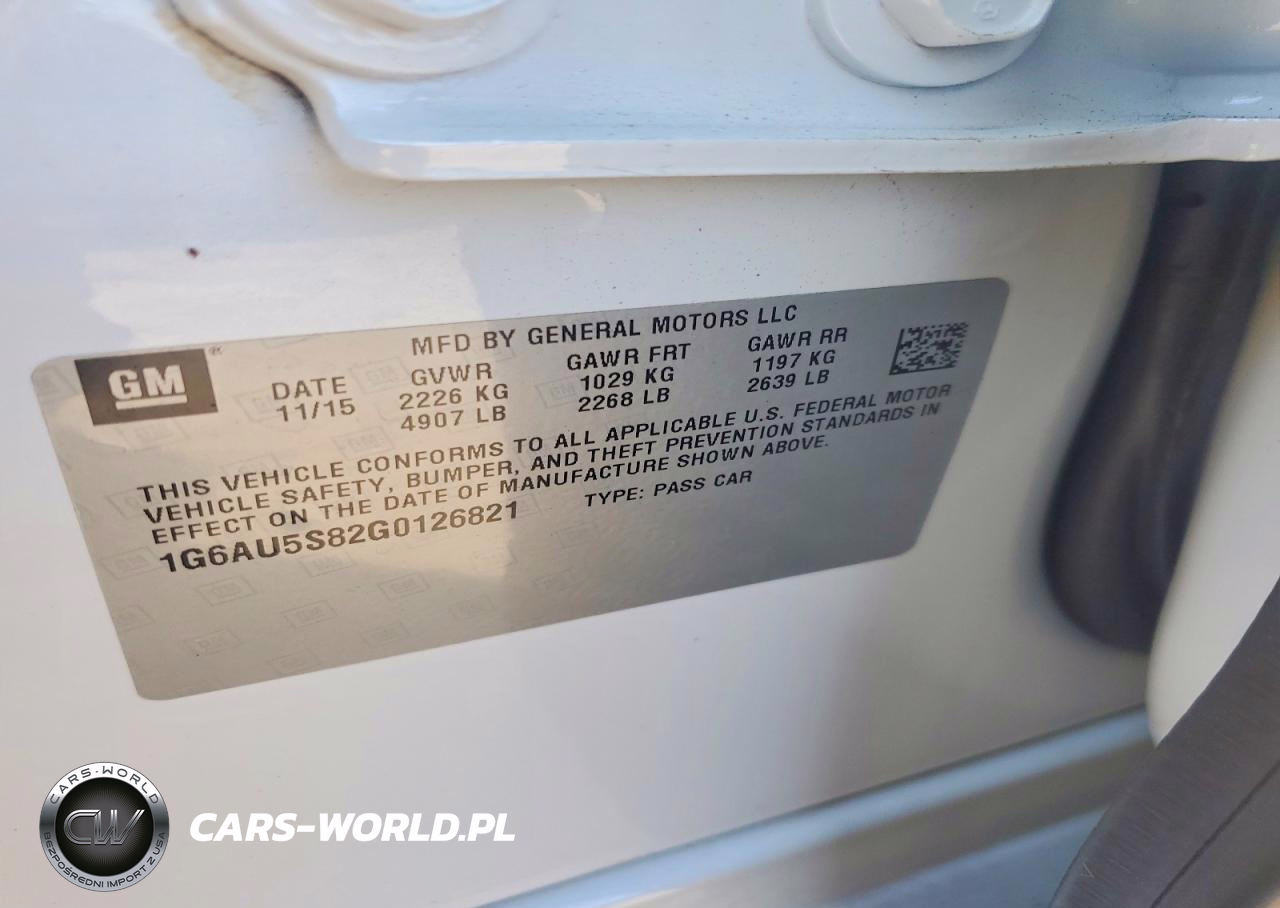 MFD BY GENERAL MOTORS LLC
GM®
DATE GVWR GAWR FRT GAWR RR
11/15 2226 KG 1029 KG 1197 KG
4907 LB 2268 LB 2639 LB
THIS VEHICLE CONFORMS TO ALL APPLICABLE U.S. FEDERAL MOTOR
VEHICLE SAFETY, BUMPER, AND THEFT PREVENTION STANDARDS IN
EFFECT ON THE DATE OF MANUFACTURE SHOWN ABOVE.
1G6AU5S82G0126821 TYPE: PASS CAR
CARS-WORLD
CW
BEZPOŚREDNI IMPORT Z USA
CARS-WORLD.PL